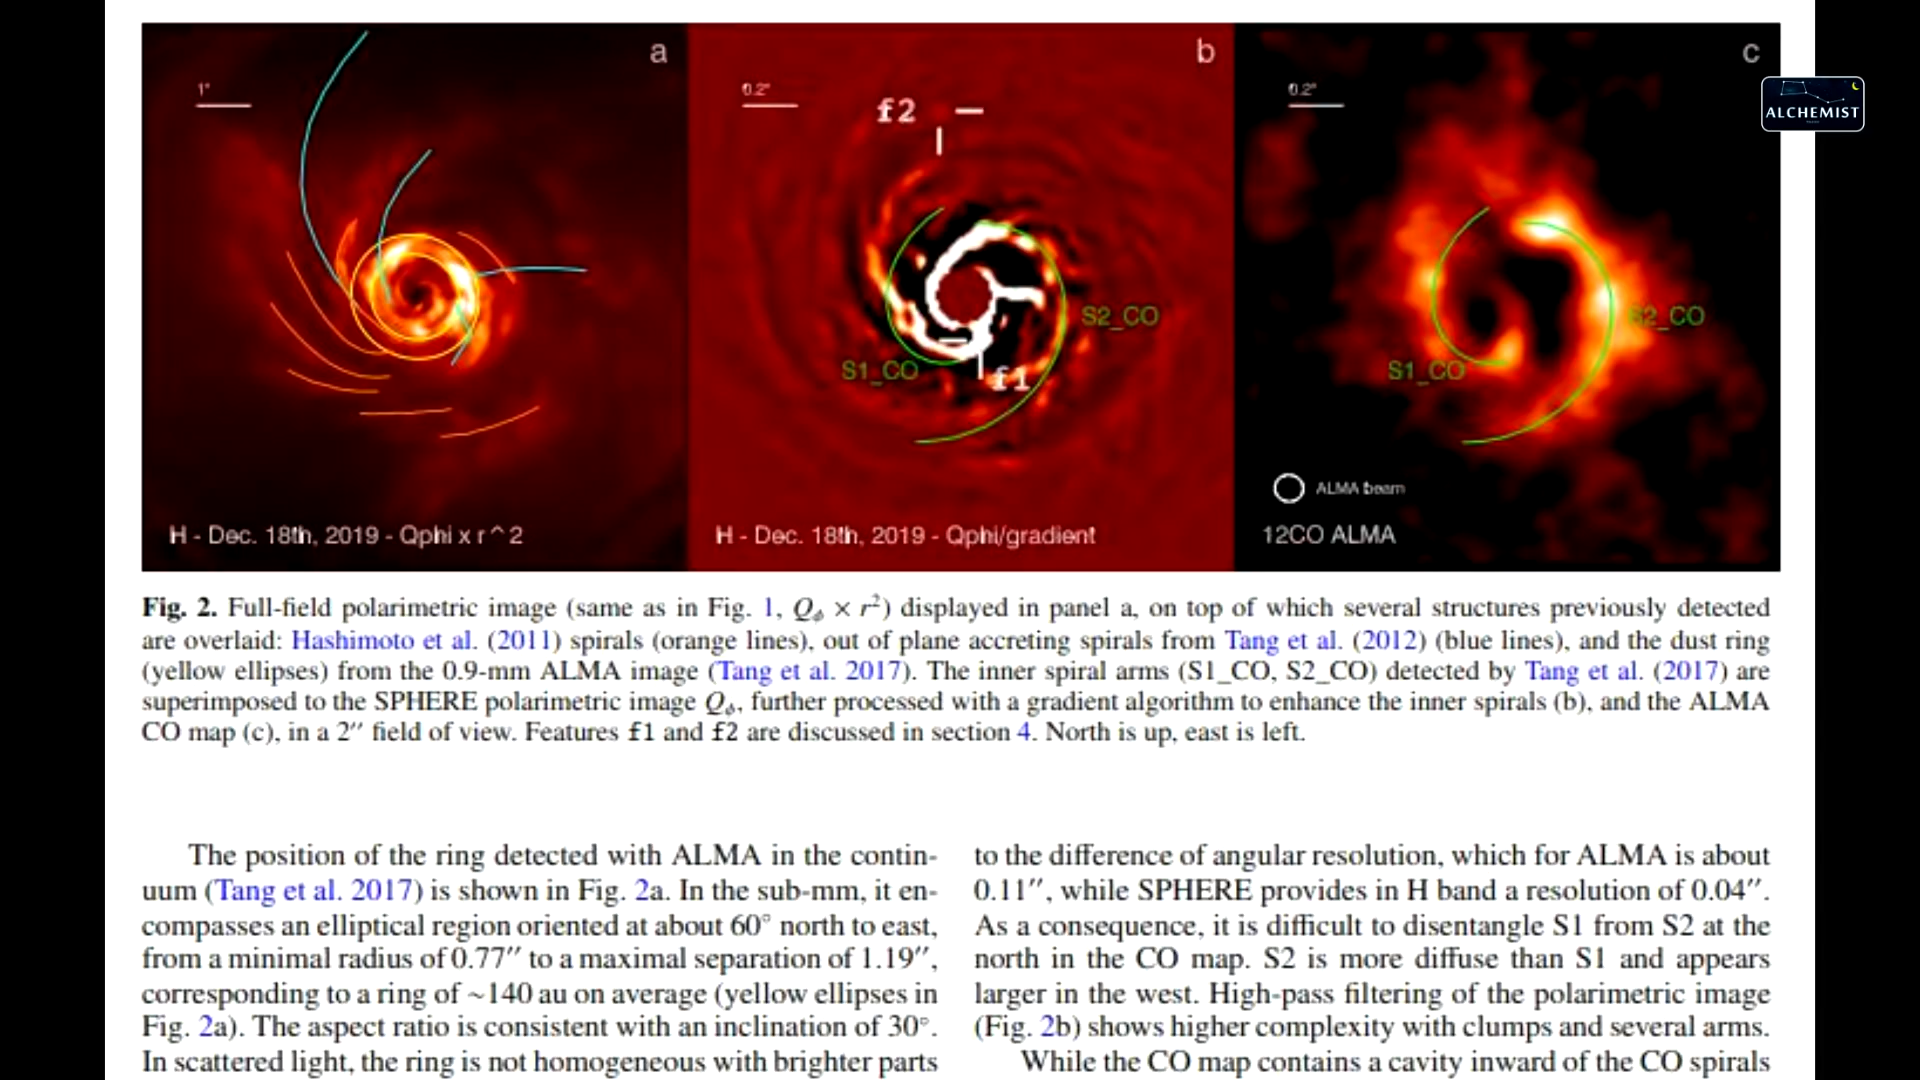 a
b
c
1"
0.2"
0.2"
ALCHEMIST
f2
S2_CO
S2_CO
S1_CO
S1_CO
f1
ALMA beam
H - Dec. 18th, 2019 - Qphi x r^2
H - Dec. 18th, 2019 - Qphi/gradient
12CO ALMA
Fig. 2. Full-field polarimetric image (same as in Fig. 1, Qϕ × r²) displayed in panel a, on top of which several structures previously detected
are overlaid: Hashimoto et al. (2011) spirals (orange lines), out of plane accreting spirals from Tang et al. (2012) (blue lines), and the dust ring
(yellow ellipses) from the 0.9-mm ALMA image (Tang et al. 2017). The inner spiral arms (S1_CO, S2_CO) detected by Tang et al. (2017) are
superimposed to the SPHERE polarimetric image Qϕ, further processed with a gradient algorithm to enhance the inner spirals (b), and the ALMA
CO map (c), in a 2″ field of view. Features f1 and f2 are discussed in section 4. North is up, east is left.
The position of the ring detected with ALMA in the contin-
uum (Tang et al. 2017) is shown in Fig. 2a. In the sub-mm, it en-
compasses an elliptical region oriented at about 60° north to east,
from a minimal radius of 0.77″ to a maximal separation of 1.19″,
corresponding to a ring of ~140 au on average (yellow ellipses in
Fig. 2a). The aspect ratio is consistent with an inclination of 30°.
In scattered light, the ring is not homogeneous with brighter parts
to the difference of angular resolution, which for ALMA is about
0.11″, while SPHERE provides in H band a resolution of 0.04″.
As a consequence, it is difficult to disentangle S1 from S2 at the
north in the CO map. S2 is more diffuse than S1 and appears
larger in the west. High-pass filtering of the polarimetric image
(Fig. 2b) shows higher complexity with clumps and several arms.
While the CO map contains a cavity inward of the CO spirals